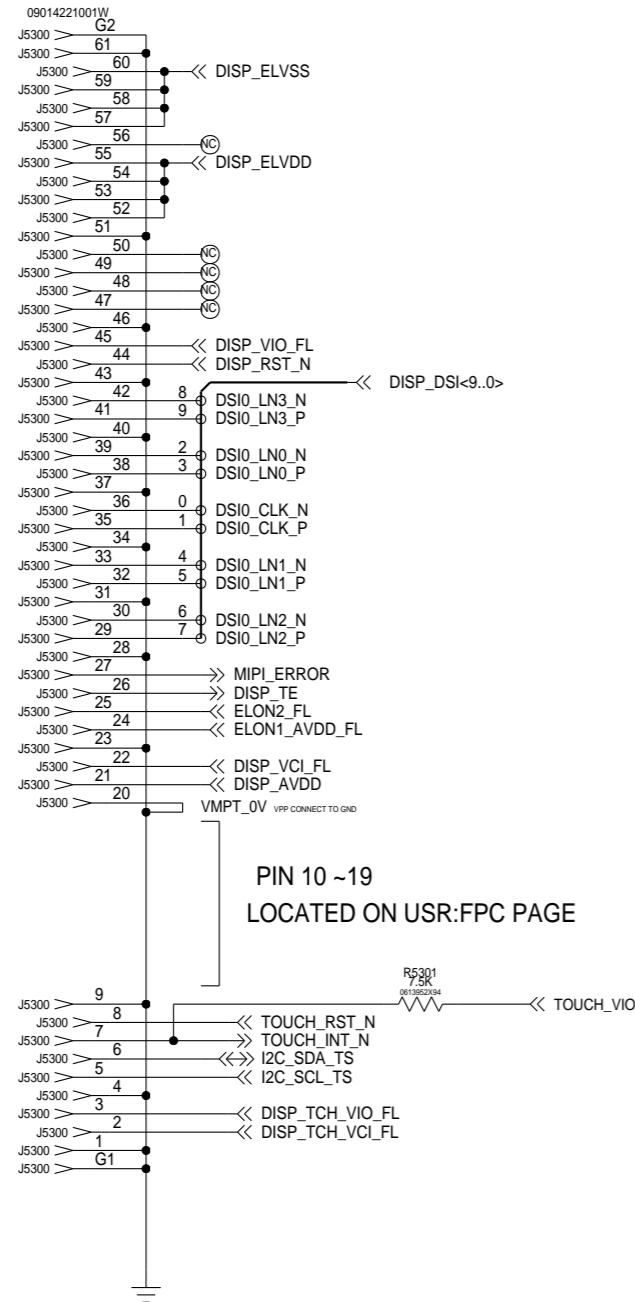 09014221001W
J5300 G2
J5300 61
J5300 60 DISP_ELVSS
J5300 59
J5300 58
J5300 57
J5300 56 NC
J5300 55 DISP_ELVDD
J5300 54
J5300 53
J5300 52
J5300 51
J5300 50 NC
J5300 49 NC
J5300 48 NC
J5300 47 NC
J5300 46
J5300 45 DISP_VIO_FL
J5300 44 DISP_RST_N
J5300 43 DISP_DSI<9..0>
J5300 42 8 DSI0_LN3_N
J5300 41 9 DSI0_LN3_P
J5300 40
J5300 39 2 DSI0_LN0_N
J5300 38 3 DSI0_LN0_P
J5300 37
J5300 36 0 DSI0_CLK_N
J5300 35 1 DSI0_CLK_P
J5300 34
J5300 33 4 DSI0_LN1_N
J5300 32 5 DSI0_LN1_P
J5300 31
J5300 30 6 DSI0_LN2_N
J5300 29 7 DSI0_LN2_P
J5300 28
J5300 27 MIPI_ERROR
J5300 26 DISP_TE
J5300 25 ELON2_FL
J5300 24 ELON1_AVDD_FL
J5300 23
J5300 22 DISP_VCI_FL
J5300 21 DISP_AVDD
J5300 20 VMPT_0V VPP CONNECT TO GND
PIN 10 ~19
LOCATED ON USR:FPC PAGE
R5301
7.5K
0613952X94
J5300 9 TOUCH_VIO
J5300 8 TOUCH_RST_N
J5300 7 TOUCH_INT_N
J5300 6 I2C_SDA_TS
J5300 5 I2C_SCL_TS
J5300 4
J5300 3 DISP_TCH_VIO_FL
J5300 2 DISP_TCH_VCI_FL
J5300 1
J5300 G1